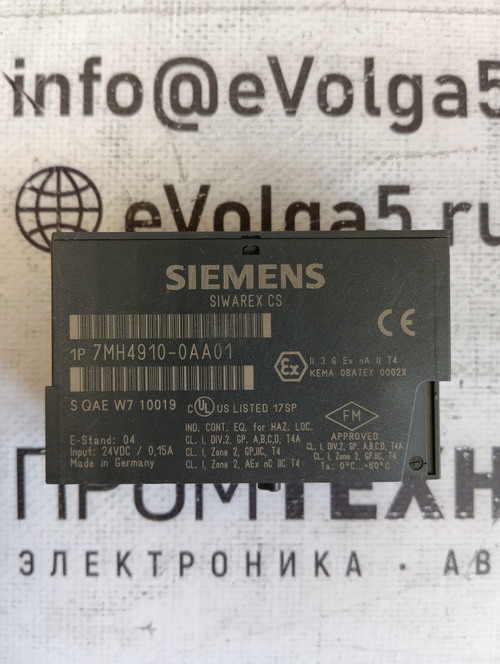 info@eVolga5
eVolga5.ru
SIEMENS
SIWAREX CS
1P 7MH4910-0AA01
CE
Ex
II 3 G Ex nA II T4
KEMA 08ATEX 0002X
S QAE W7 10019
c UL US LISTED 17SP
FM
APPROVED
IND. CONT. EQ. for HAZ. LOC.
CL. I, DIV.2, GP. A,B,C,D, T4A
CL. I, Zone 2, GP.IIC, T4
CL. I, Zone 2, AEx nC IIC T4
CL. I, DIV.2, GP. A,B,C,D, T4A
CL. I, Zone 2, GP.IIC, T4
Ta: 0°C...+60°C
E-Stand: 04
Input: 24VDC / 0,15A
Made in Germany
ПРОМТЕХН
ЭЛЕКТРОНИКА · АВ